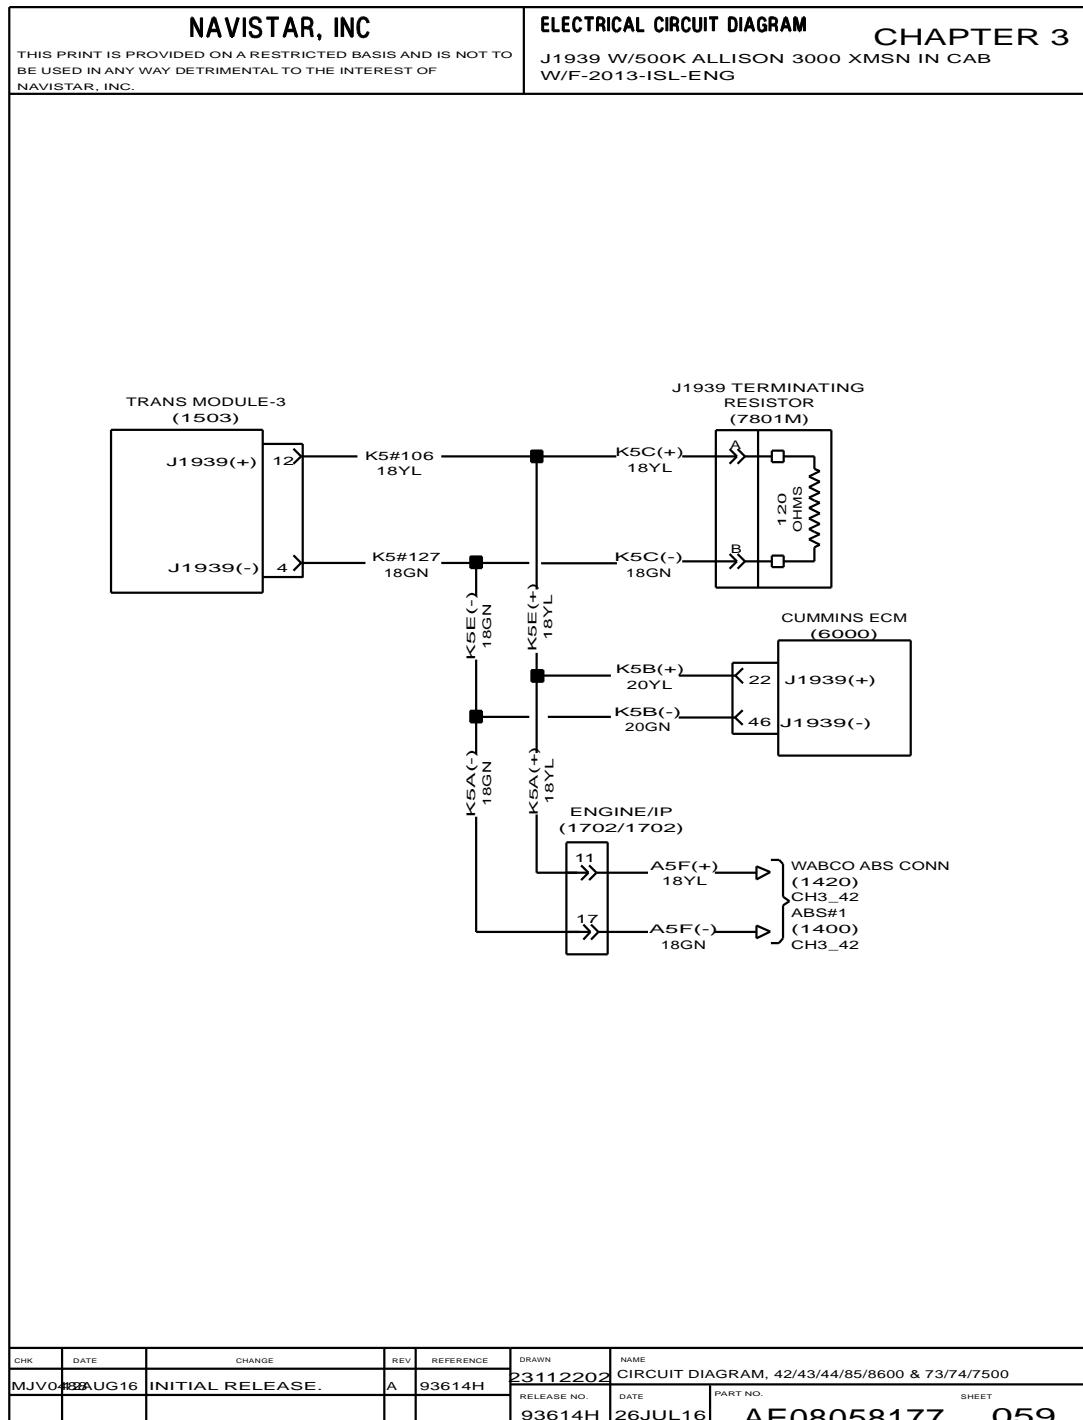 NAVISTAR, INC
THIS PRINT IS PROVIDED ON A RESTRICTED BASIS AND IS NOT TO
BE USED IN ANY WAY DETRIMENTAL TO THE INTEREST OF
NAVISTAR, INC.
ELECTRICAL CIRCUIT DIAGRAM
CHAPTER 3
J1939 W/500K ALLISON 3000 XMSN IN CAB
W/F-2013-ISL-ENG
TRANS MODULE-3
(1503)
J1939(+)
12
J1939(-)
4
K5#106
18YL
K5#127
18GN
K5C(+)
18YL
K5C(-)
18GN
J1939 TERMINATING
RESISTOR
(7801M)
A
B
120
OHMS
K5E(-)
18GN
K5E(+)
18YL
CUMMINS ECM
(6000)
K5B(+)
20YL
22
J1939(+)
K5B(-)
20GN
46
J1939(-)
K5A(-)
18GN
K5A(+)
18YL
ENGINE/IP
(1702/1702)
11
A5F(+)
18YL
17
A5F(-)
18GN
WABCO ABS CONN
(1420)
CH3_42
ABS#1
(1400)
CH3_42
CHK
DATE
CHANGE
REV
REFERENCE
AUG16
INITIAL RELEASE.
A
93614H
DRAWN
23112202
NAME
CIRCUIT DIAGRAM, 42/43/44/85/8600 & 73/74/7500
RELEASE NO.
93614H
DATE
26JUL16
PART NO.
AE08058177
SHEET
059